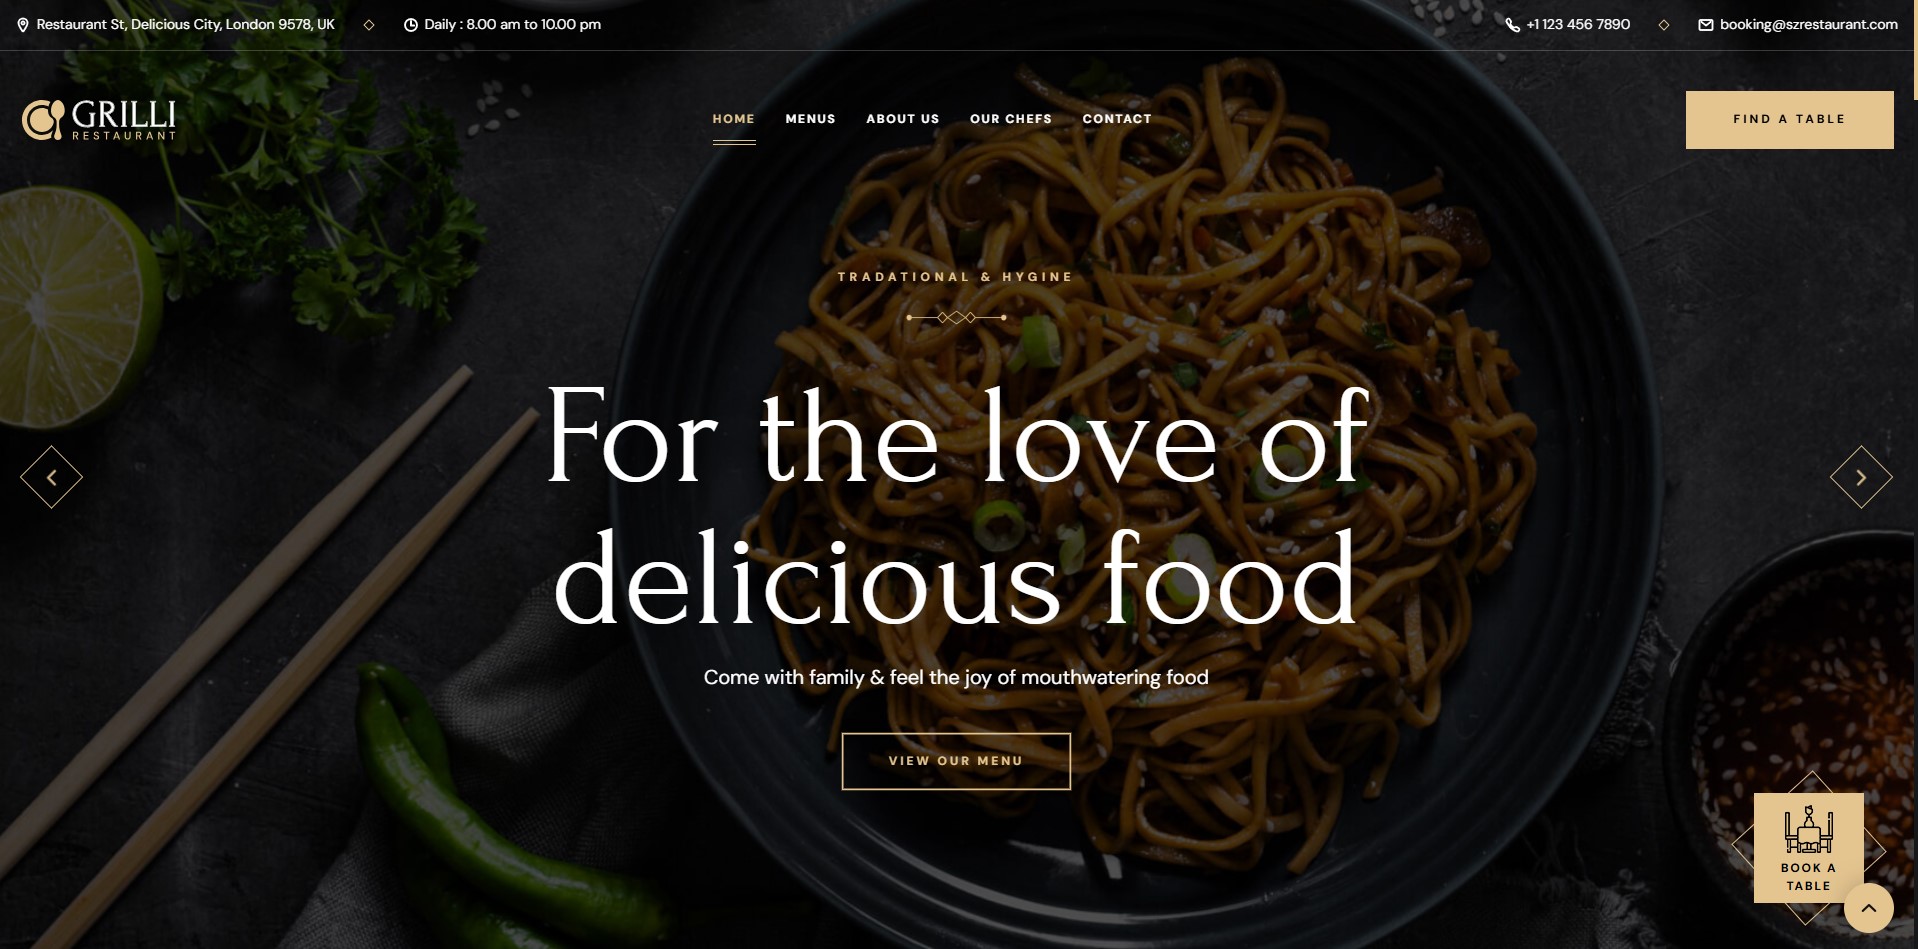 Restaurant St, Delicious City, London 9578, UK
Daily : 8.00 am to 10.00 pm
+1 123 456 7890
booking@szrestaurant.com
GRILLI
RESTAURANT
HOME
MENUS
ABOUT US
OUR CHEFS
CONTACT
FIND A TABLE
TRADATIONAL & HYGINE
For the love of
delicious food
Come with family & feel the joy of mouthwatering food
VIEW OUR MENU
BOOK A
TABLE